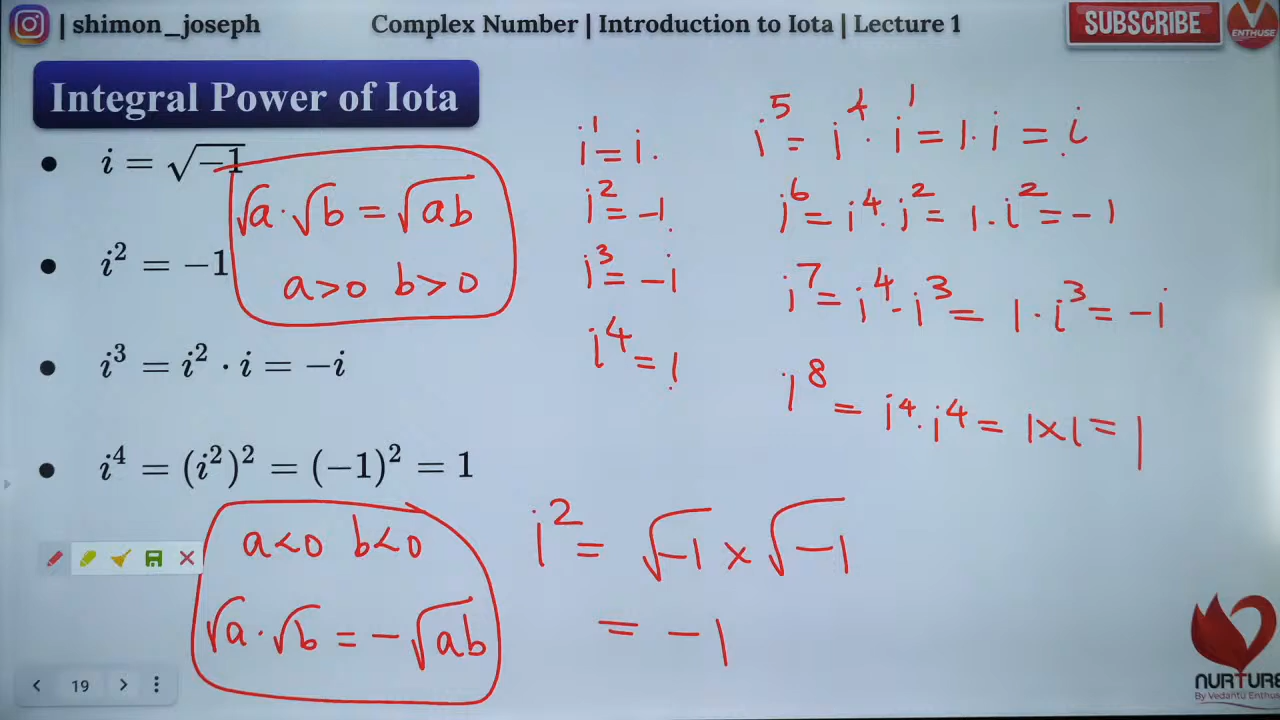 | shimon_joseph
Complex Number | Introduction to Iota | Lecture 1
SUBSCRIBE
V
ENTHUSE
Integral Power of Iota
• i = √-1
• i² = -1
• i³ = i² · i = -i
• i⁴ = (i²)² = (-1)² = 1
√a · √b = √ab
a>0 b>0
i¹ = i.
i² = -1
i³ = -i
i⁴ = 1
i⁵ = i⁴ · i¹ = 1 · i = i
i⁶ = i⁴ · i² = 1 · i² = -1
i⁷ = i⁴ · i³ = 1 · i³ = -i
i⁸ = i⁴ · i⁴ = 1×1 = 1
a<0 b<0
√a · √b = -√ab
i² = √-1 × √-1
= -1
19
NURTURE
By Vedantu Enthuse